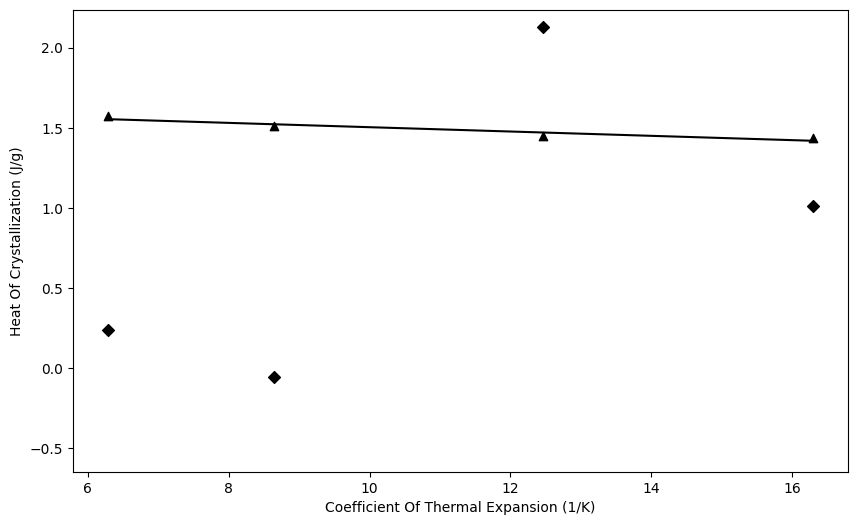 2.0
1.5
1.0
0.5
0.0
−0.5
Heat Of Crystallization (J/g)
6 8 10 12 14 16
Coefficient Of Thermal Expansion (1/K)